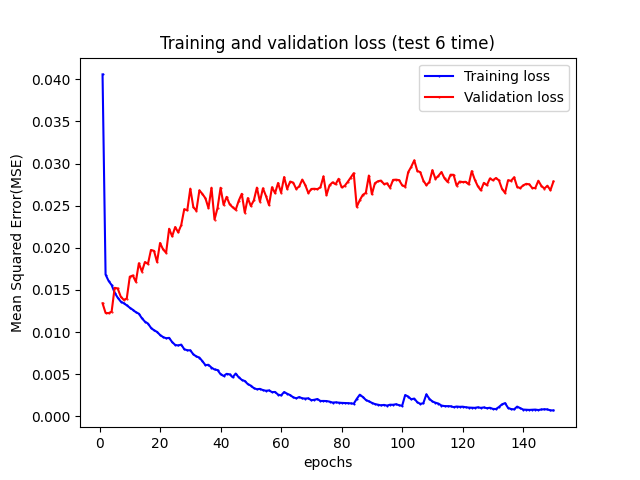 Training and validation loss (test 6 time)
Training loss
Validation loss
Mean Squared Error(MSE)
0.040
0.035
0.030
0.025
0.020
0.015
0.010
0.005
0.000
0 20 40 60 80 100 120 140
epochs